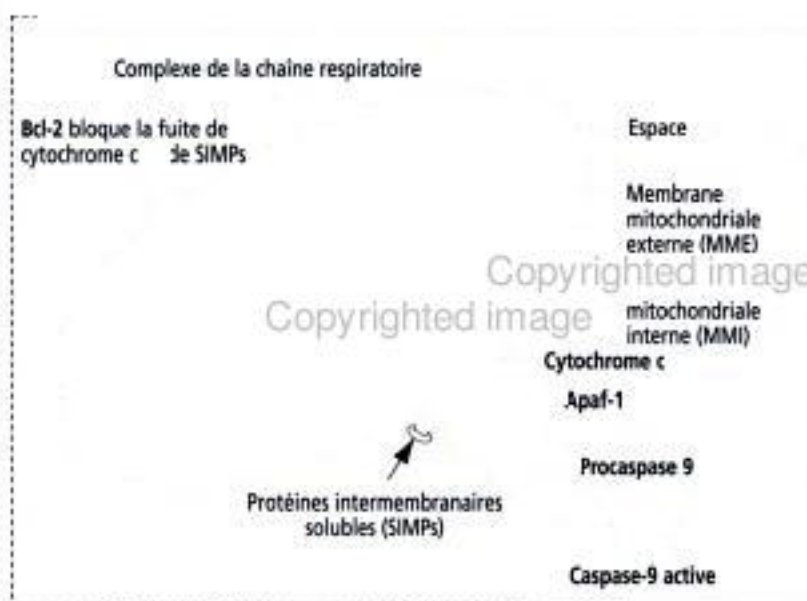 Complexe de la chaîne respiratoire
Bcl-2 bloque la fuite de
cytochrome c de SIMPs
Espace
Membrane
mitochondriale
externe (MME)
Copyrighted image
Copyrighted image
mitochondriale
interne (MMI)
Cytochrome c
Apaf-1
Procaspase 9
Protéines intermembranaires
solubles (SIMPs)
Caspase-9 active